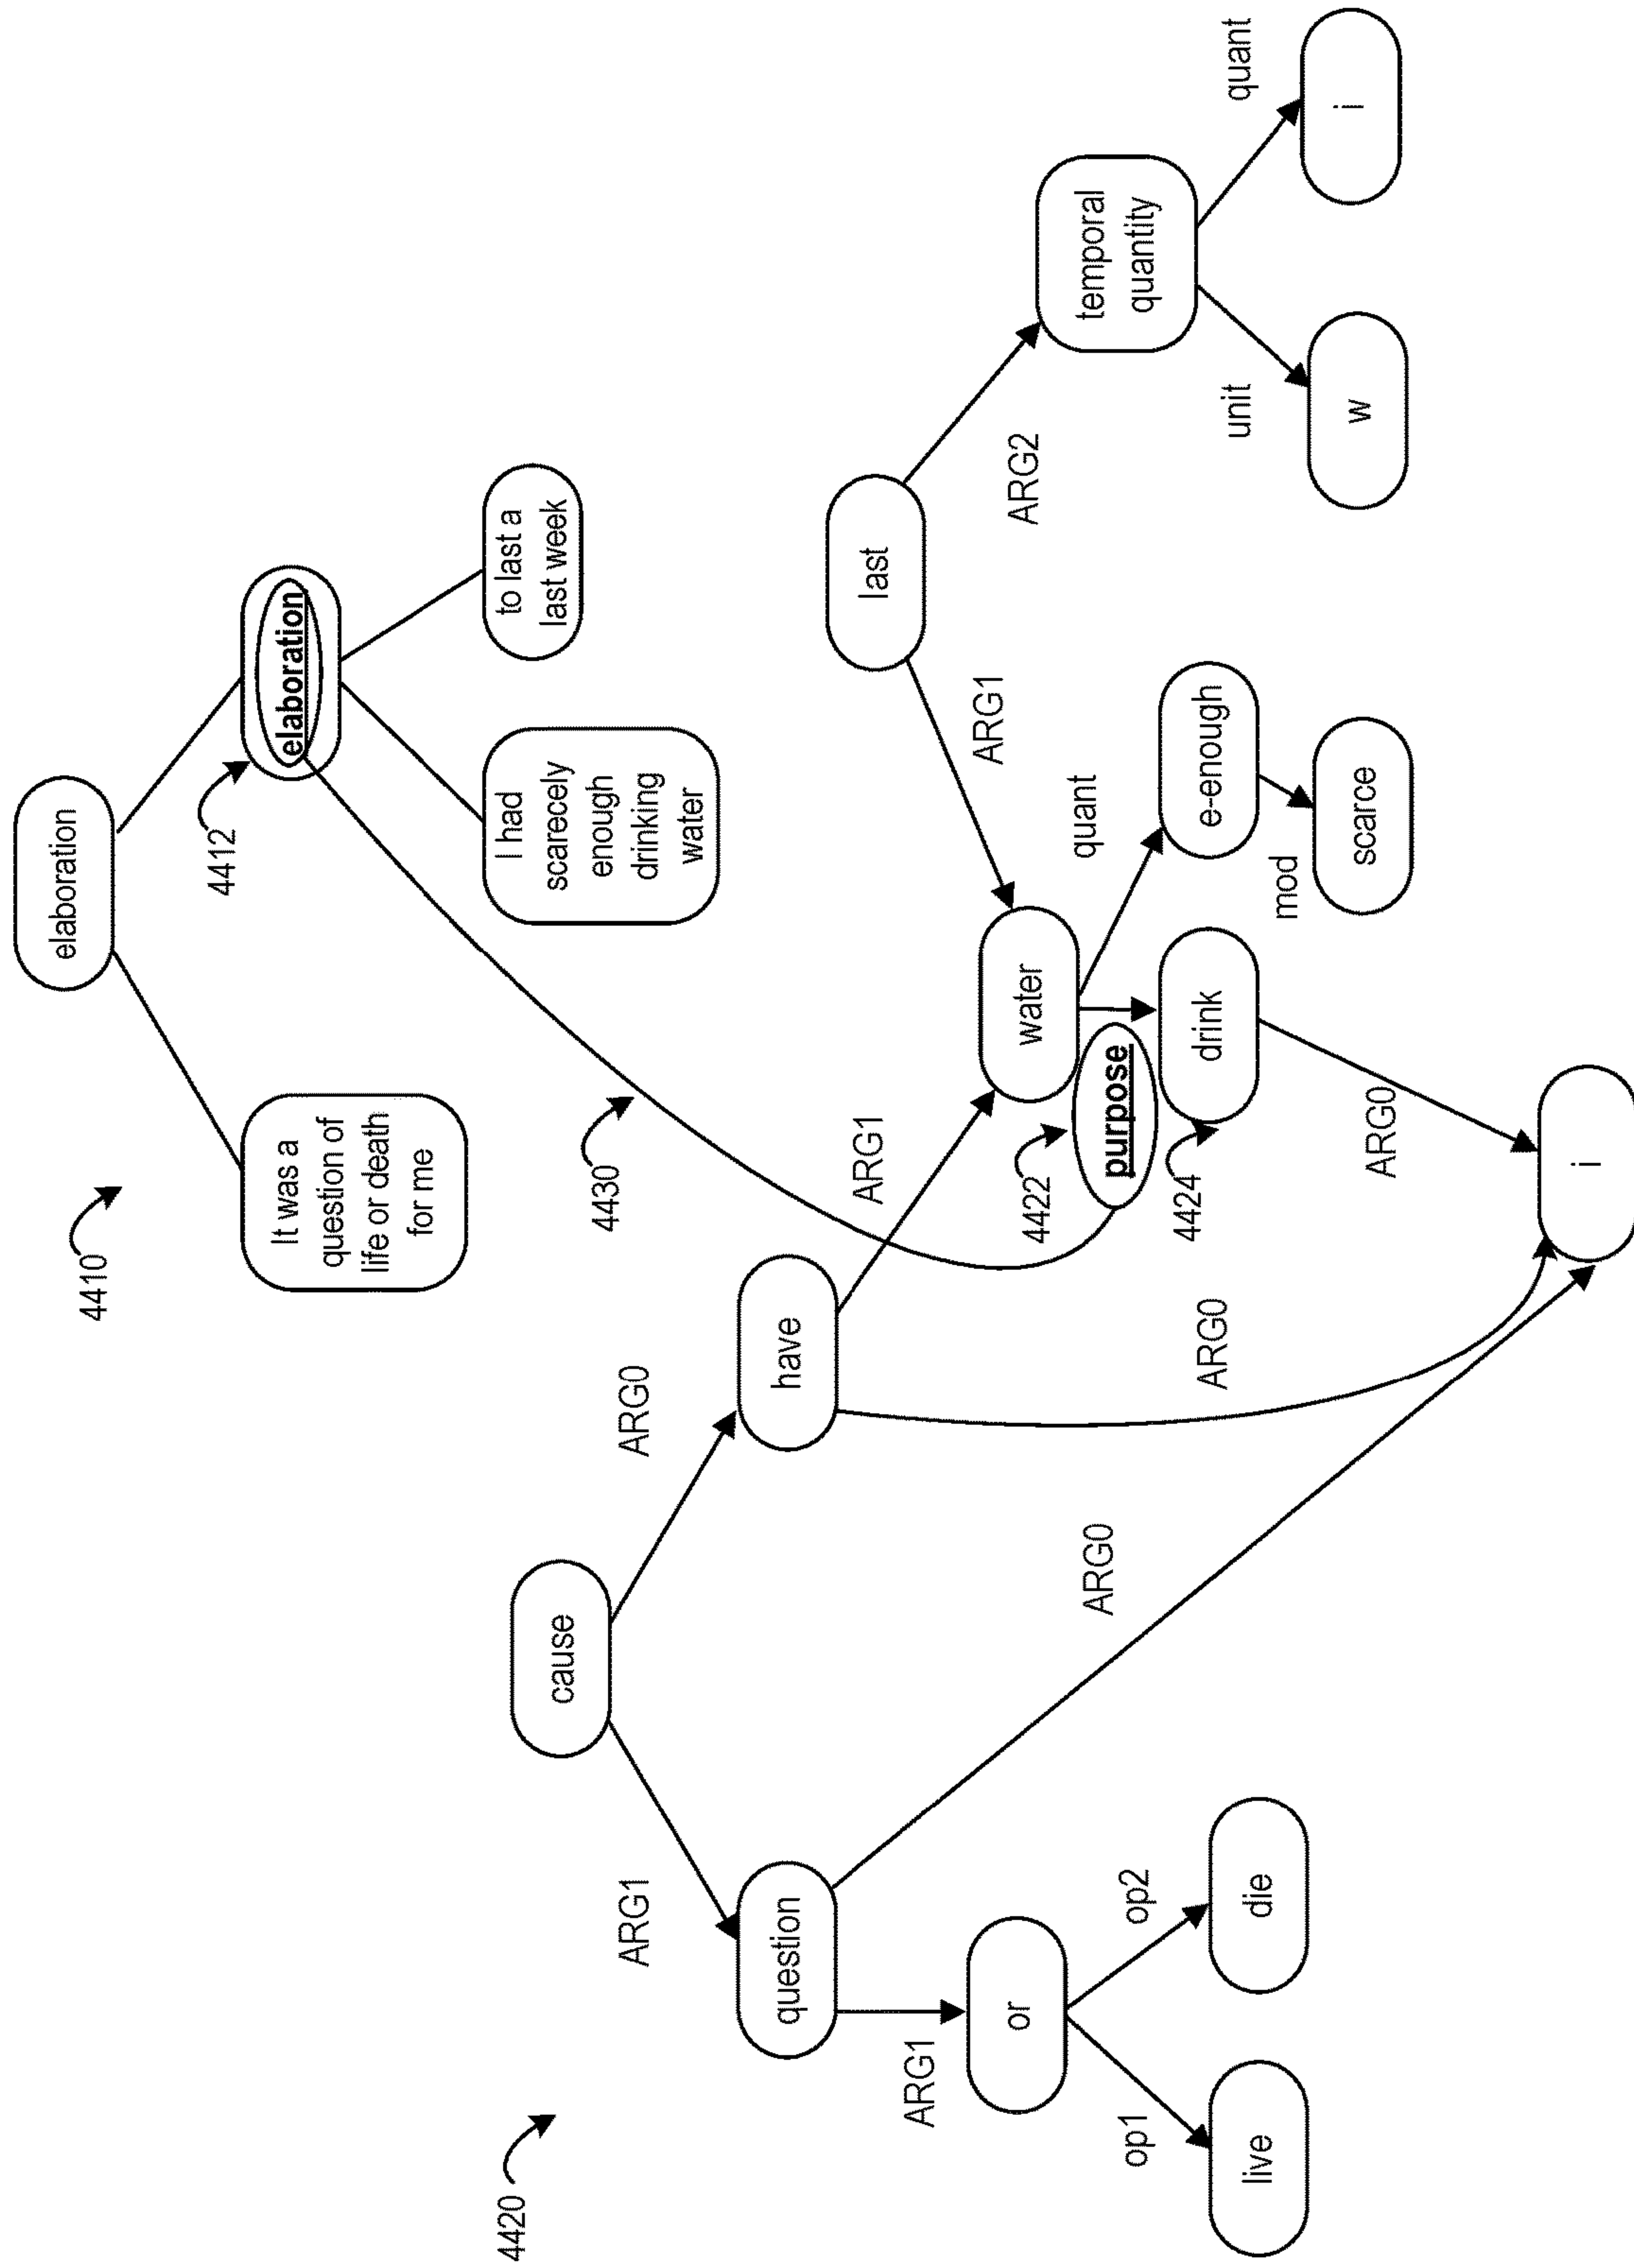 4410
elaboration
4412
elaboration
It was a
question of
life or death
for me
I had
scarecely
enough
drinking
water
to last a
last week
4430
4420
cause
ARG1
ARG0
question
have
last
ARG1
ARG0
ARG0
ARG1
ARG1
ARG2
or
op1
op2
live
die
water
4422
purpose
quant
4424
drink
e-enough
mod
scarce
ARG0
i
temporal
quantity
unit
quant
w
i